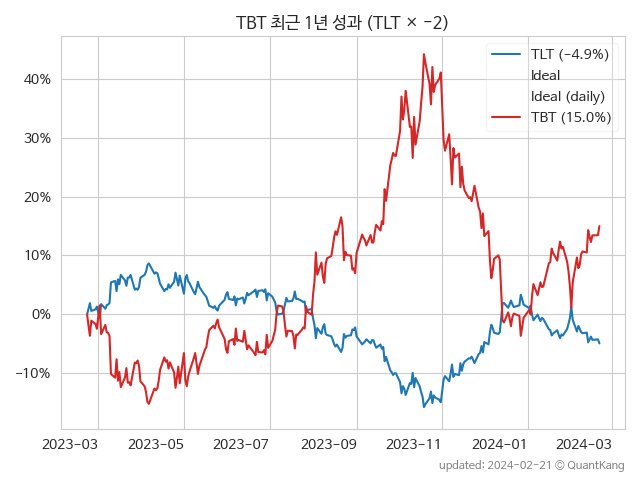 TBT 최근 1년 성과 (TLT × -2)
TLT (-4.9%)
Ideal
Ideal (daily)
TBT (15.0%)
40%
30%
20%
10%
0%
-10%
2023-03 2023-05 2023-07 2023-09 2023-11 2024-01 2024-03
updated: 2024-02-21 © QuantKang